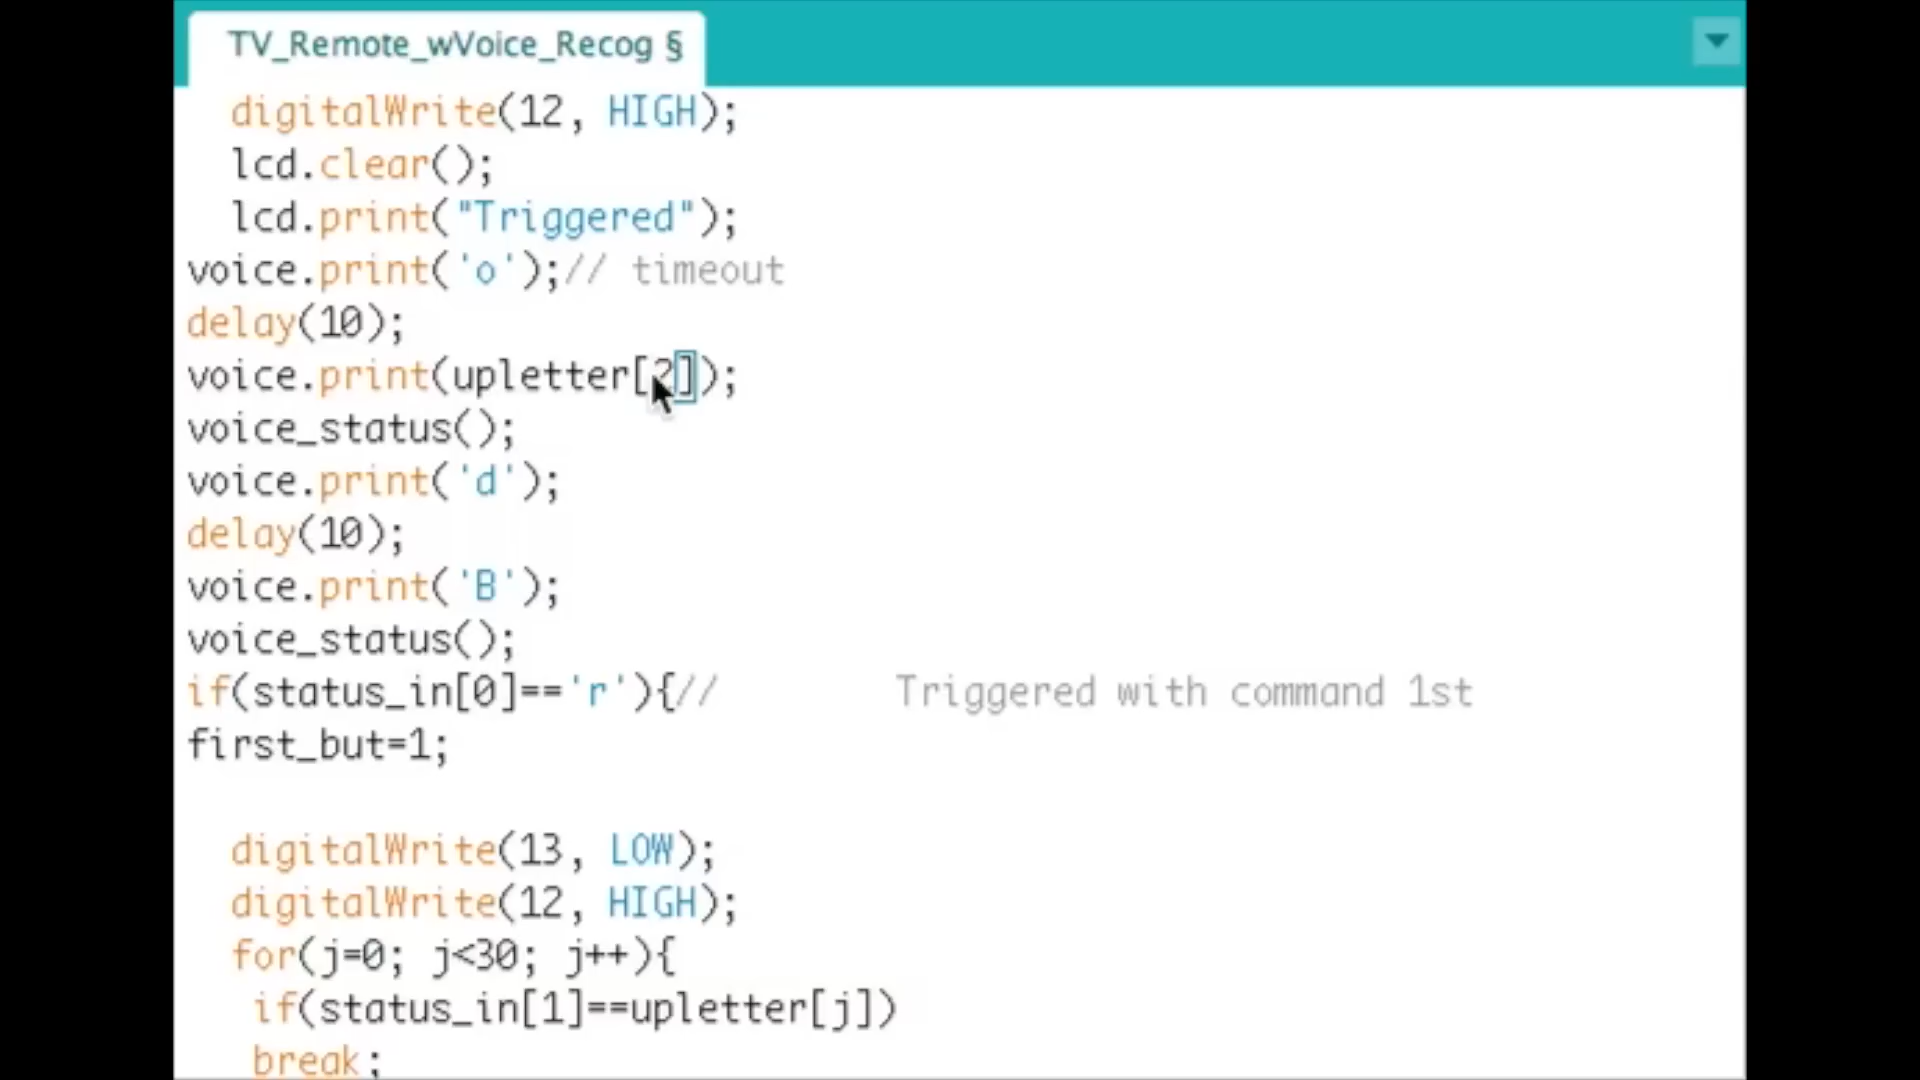 TV_Remote_wVoice_Recog §
digitalWrite(12, HIGH);
lcd.clear();
lcd.print("Triggered");
voice.print('o');// timeout
delay(10);
voice.print(upletter[2]);
voice_status();
voice.print('d');
delay(10);
voice.print('B');
voice_status();
if(status_in[0]=='r'){// Triggered with command 1st
first_but=1;
digitalWrite(13, LOW);
digitalWrite(12, HIGH);
for(j=0; j<30; j++){
if(status_in[1]==upletter[j])
break;